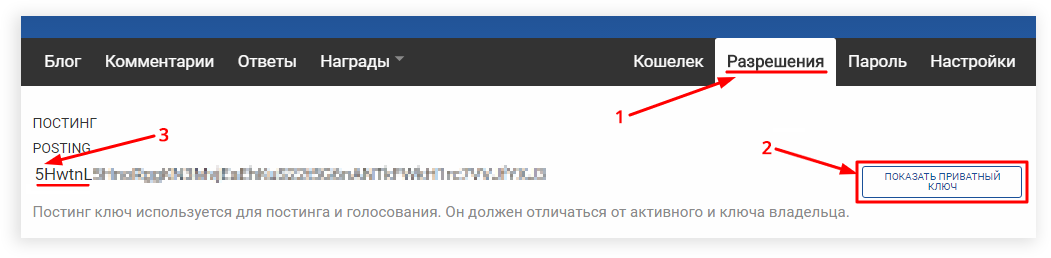 Блог Комментарии Ответы Награды Кошелек Разрешения Пароль Настройки
1
ПОСТИНГ
3
POSTING
2
5HwtnL
ПОКАЗАТЬ ПРИВАТНЫЙ
КЛЮЧ
Постинг ключ используется для постинга и голосования. Он должен отличаться от активного и ключа владельца.